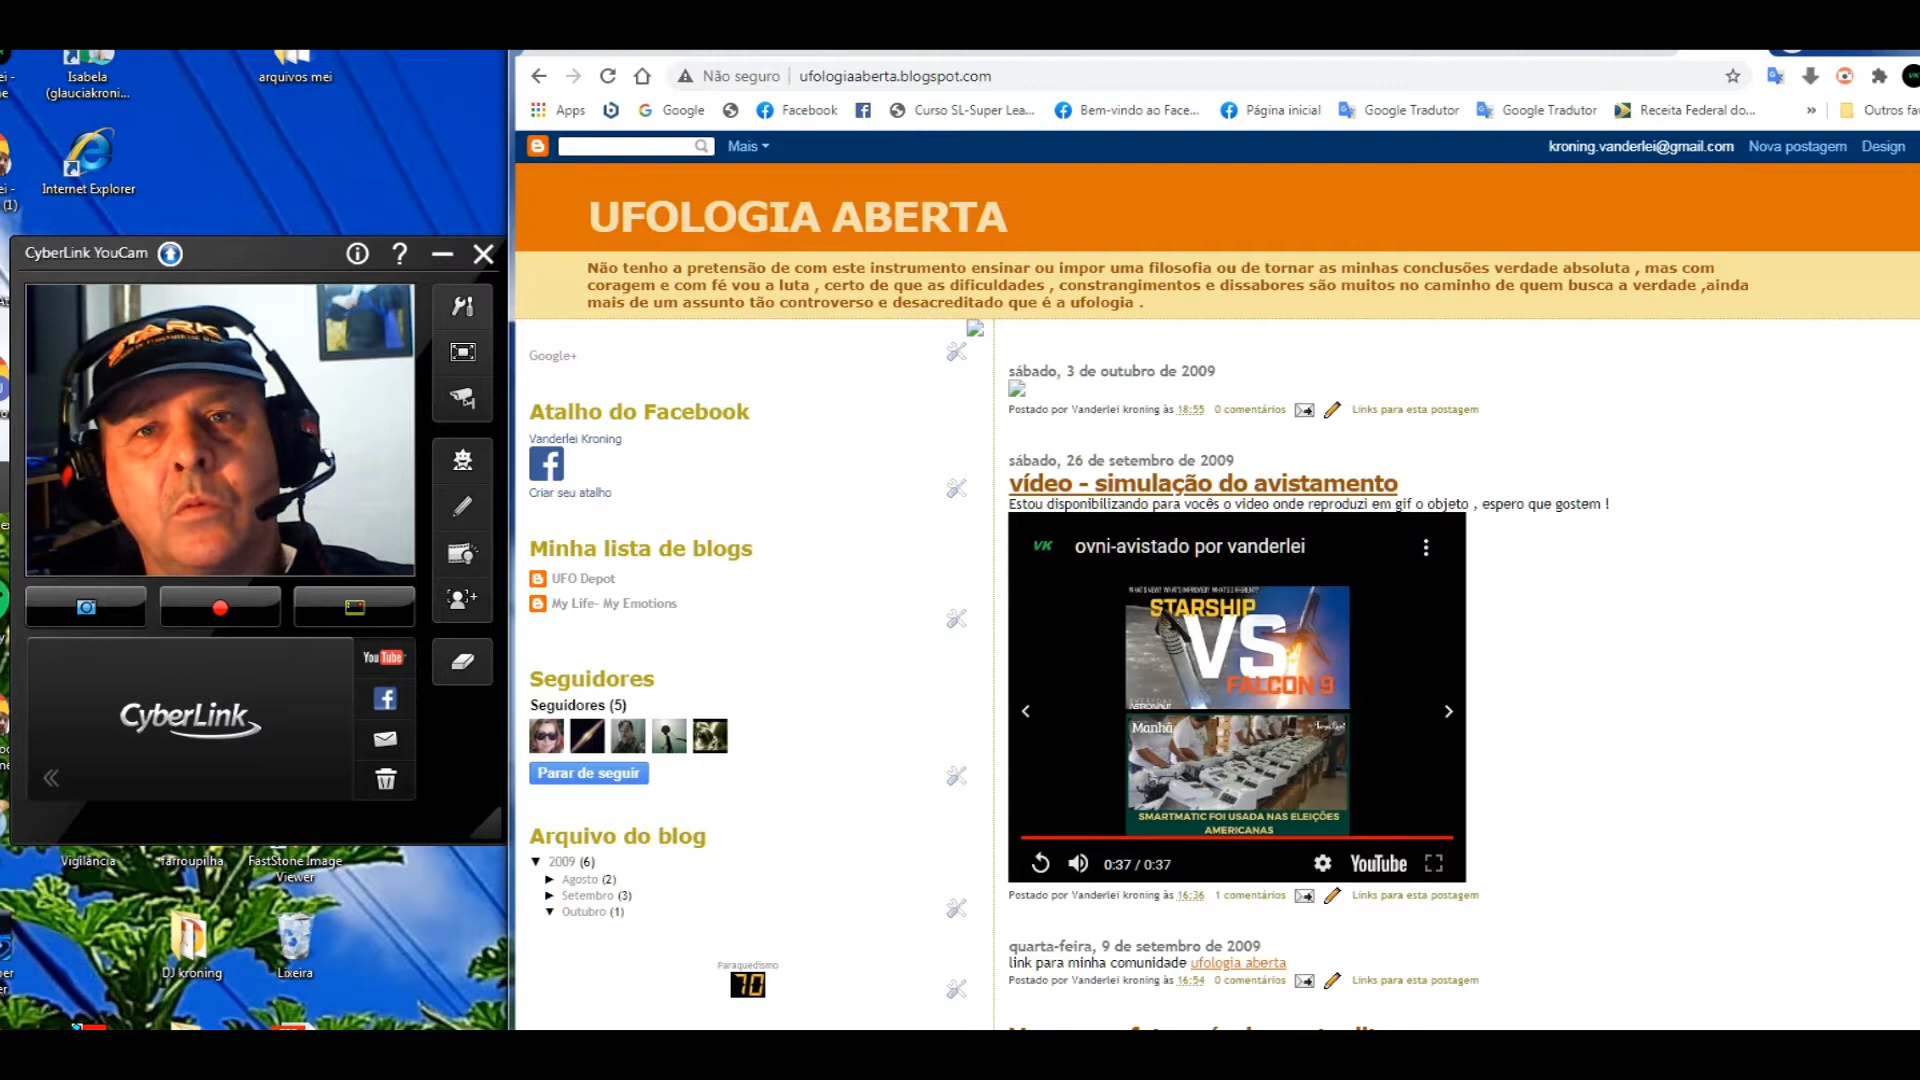 Isabela
(glauciakroni...
arquivos mei
Internet Explorer
(1)
CyberLink YouCam
STARK
YouTube
CyberLink
Vigilância
farroupilha
FastStone Image
Viewer
DJ kroning
Lixeira
Não seguro
ufologiaaberta.blogspot.com
Apps
Google
Facebook
Curso SL-Super Lea...
Bem-vindo ao Face...
Página inicial
Google Tradutor
Google Tradutor
Receita Federal do...
»
Outros fa
Mais
kroning.vanderlei@gmail.com
Nova postagem
Design
UFOLOGIA ABERTA
Não tenho a pretensão de com este instrumento ensinar ou impor uma filosofia ou de tornar as minhas conclusões verdade absoluta , mas com
coragem e com fé vou a luta , certo de que as dificuldades , constrangimentos e dissabores são muitos no caminho de quem busca a verdade ,ainda
mais de um assunto tão controverso e desacreditado que é a ufologia .
Google+
Atalho do Facebook
Vanderlei Kroning
Criar seu atalho
Minha lista de blogs
UFO Depot
My Life- My Emotions
Seguidores
Seguidores (5)
Parar de seguir
Arquivo do blog
▼ 2009 (6)
► Agosto (2)
► Setembro (3)
▼ Outubro (1)
Paraquedismo
70
sábado, 3 de outubro de 2009
Postado por Vanderlei kroning às 18:55 0 comentários Links para esta postagem
sábado, 26 de setembro de 2009
vídeo - simulação do avistamento
Estou disponibilizando para vocês o video onde reproduzi em gif o objeto , espero que gostem !
VK ovni-avistado por vanderlei
STARSHIP
VS
FALCON 9
Manhã
SMARTMATIC FOI USADA NAS ELEIÇÕES
AMERICANAS
0:37 / 0:37
YouTube
Postado por Vanderlei kroning às 16:36 1 comentários Links para esta postagem
quarta-feira, 9 de setembro de 2009
link para minha comunidade ufologia aberta
Postado por Vanderlei kroning às 16:54 0 comentários Links para esta postagem